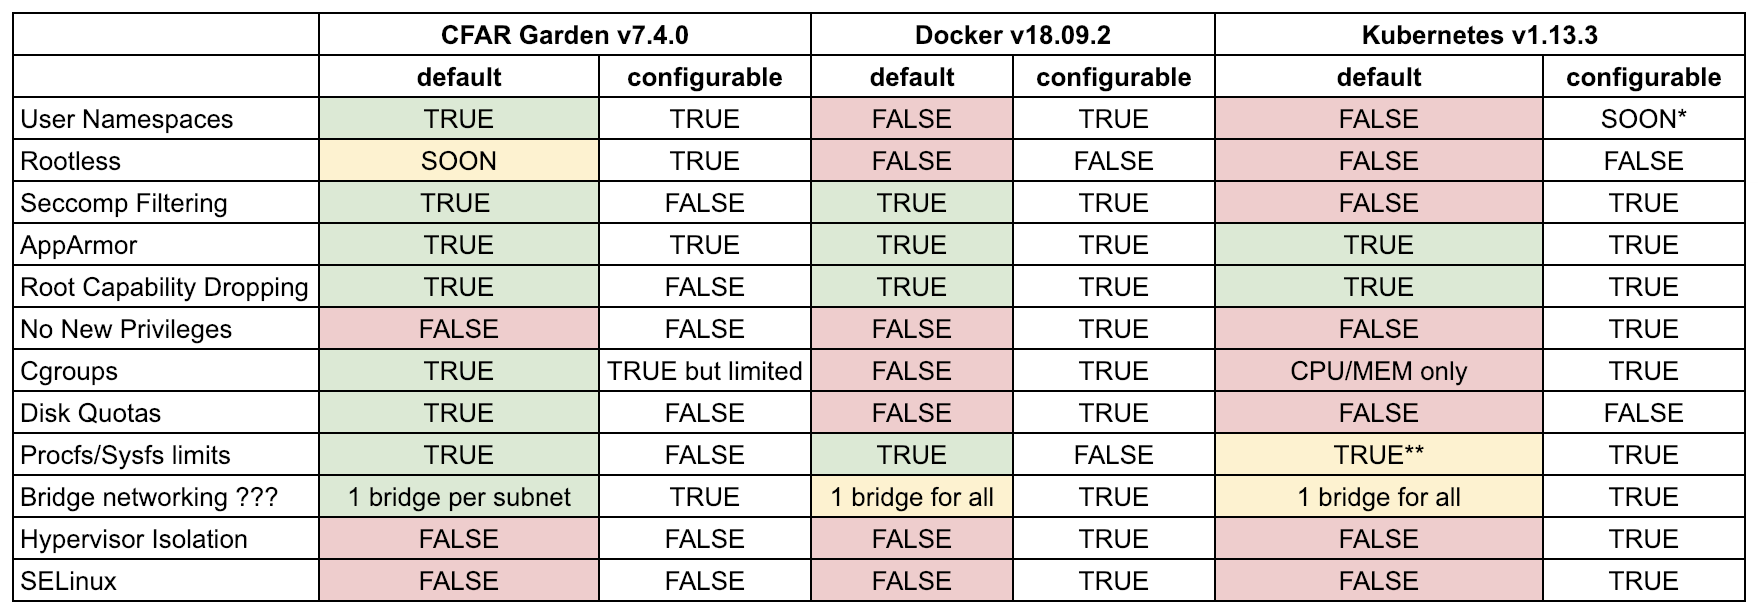 CFAR Garden v7.4.0 Docker v18.09.2 Kubernetes v1.13.3
default configurable default configurable default configurable
User Namespaces TRUE TRUE FALSE TRUE FALSE SOON*
Rootless SOON TRUE FALSE FALSE FALSE FALSE
Seccomp Filtering TRUE FALSE TRUE TRUE FALSE TRUE
AppArmor TRUE TRUE TRUE TRUE TRUE TRUE
Root Capability Dropping TRUE FALSE TRUE TRUE TRUE TRUE
No New Privileges FALSE FALSE FALSE TRUE FALSE TRUE
Cgroups TRUE TRUE but limited FALSE TRUE CPU/MEM only TRUE
Disk Quotas TRUE FALSE FALSE TRUE FALSE FALSE
Procfs/Sysfs limits TRUE FALSE TRUE FALSE TRUE** TRUE
Bridge networking ??? 1 bridge per subnet TRUE 1 bridge for all TRUE 1 bridge for all TRUE
Hypervisor Isolation FALSE FALSE FALSE TRUE FALSE TRUE
SELinux FALSE FALSE FALSE TRUE FALSE TRUE